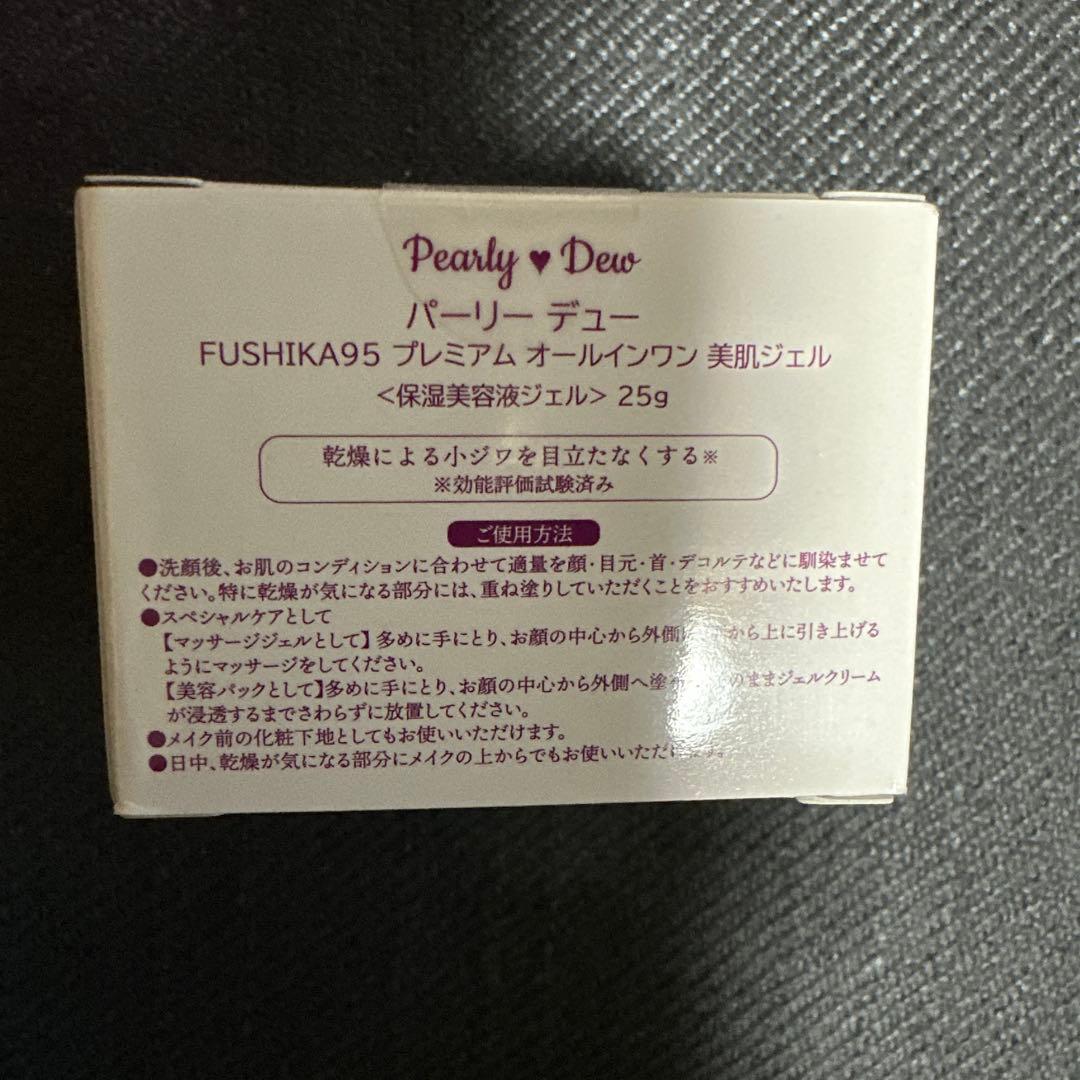 Pearly ♥ Dew
パーリー デュー
FUSHIKA95 プレミアム オールインワン 美肌ジェル
<保湿美容液ジェル> 25g
乾燥による小ジワを目立たなくする※
※効能評価試験済み
ご使用方法
●洗顔後、お肌のコンディションに合わせて適量を顔・目元・首・デコルテなどに馴染ませて
ください。特に乾燥が気になる部分には、重ね塗りしていただくことをおすすめいたします。
●スペシャルケアとして
【マッサージジェルとして】多めに手にとり、お顔の中心から外側 から上に引き上げる
ようにマッサージをしてください。
【美容パックとして】多めに手にとり、お顔の中心から外側へ塗 のままジェルクリーム
が浸透するまでさわらずに放置してください。
●メイク前の化粧下地としてもお使いいただけます。
●日中、乾燥が気になる部分にメイクの上からでもお使いいただけます。